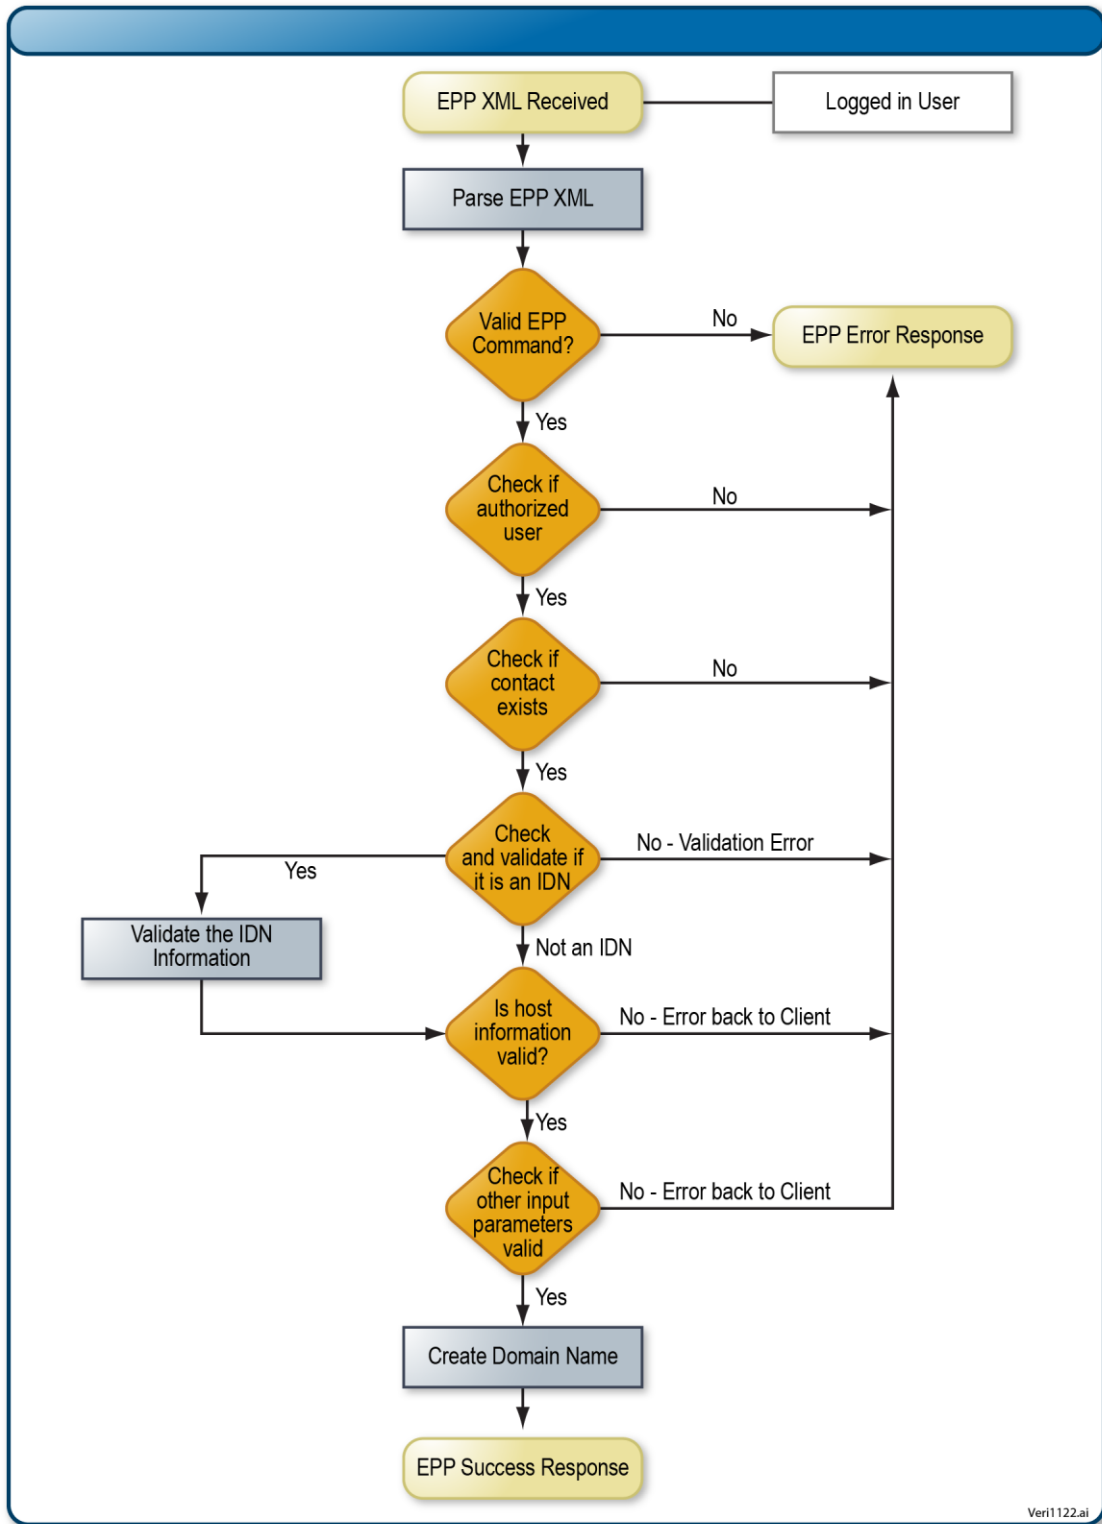 EPP XML Received
Logged in User
Parse EPP XML
Valid EPP
Command?
No
EPP Error Response
Yes
Check if
authorized
user
No
Yes
Check if
contact
exists
No
Yes
Check
and validate if
it is an IDN
No - Validation Error
Yes
Validate the IDN
Information
Not an IDN
Is host
information
valid?
No - Error back to Client
Yes
Check if
other input
parameters
valid
No - Error back to Client
Yes
Create Domain Name
EPP Success Response
Veri1122.ai